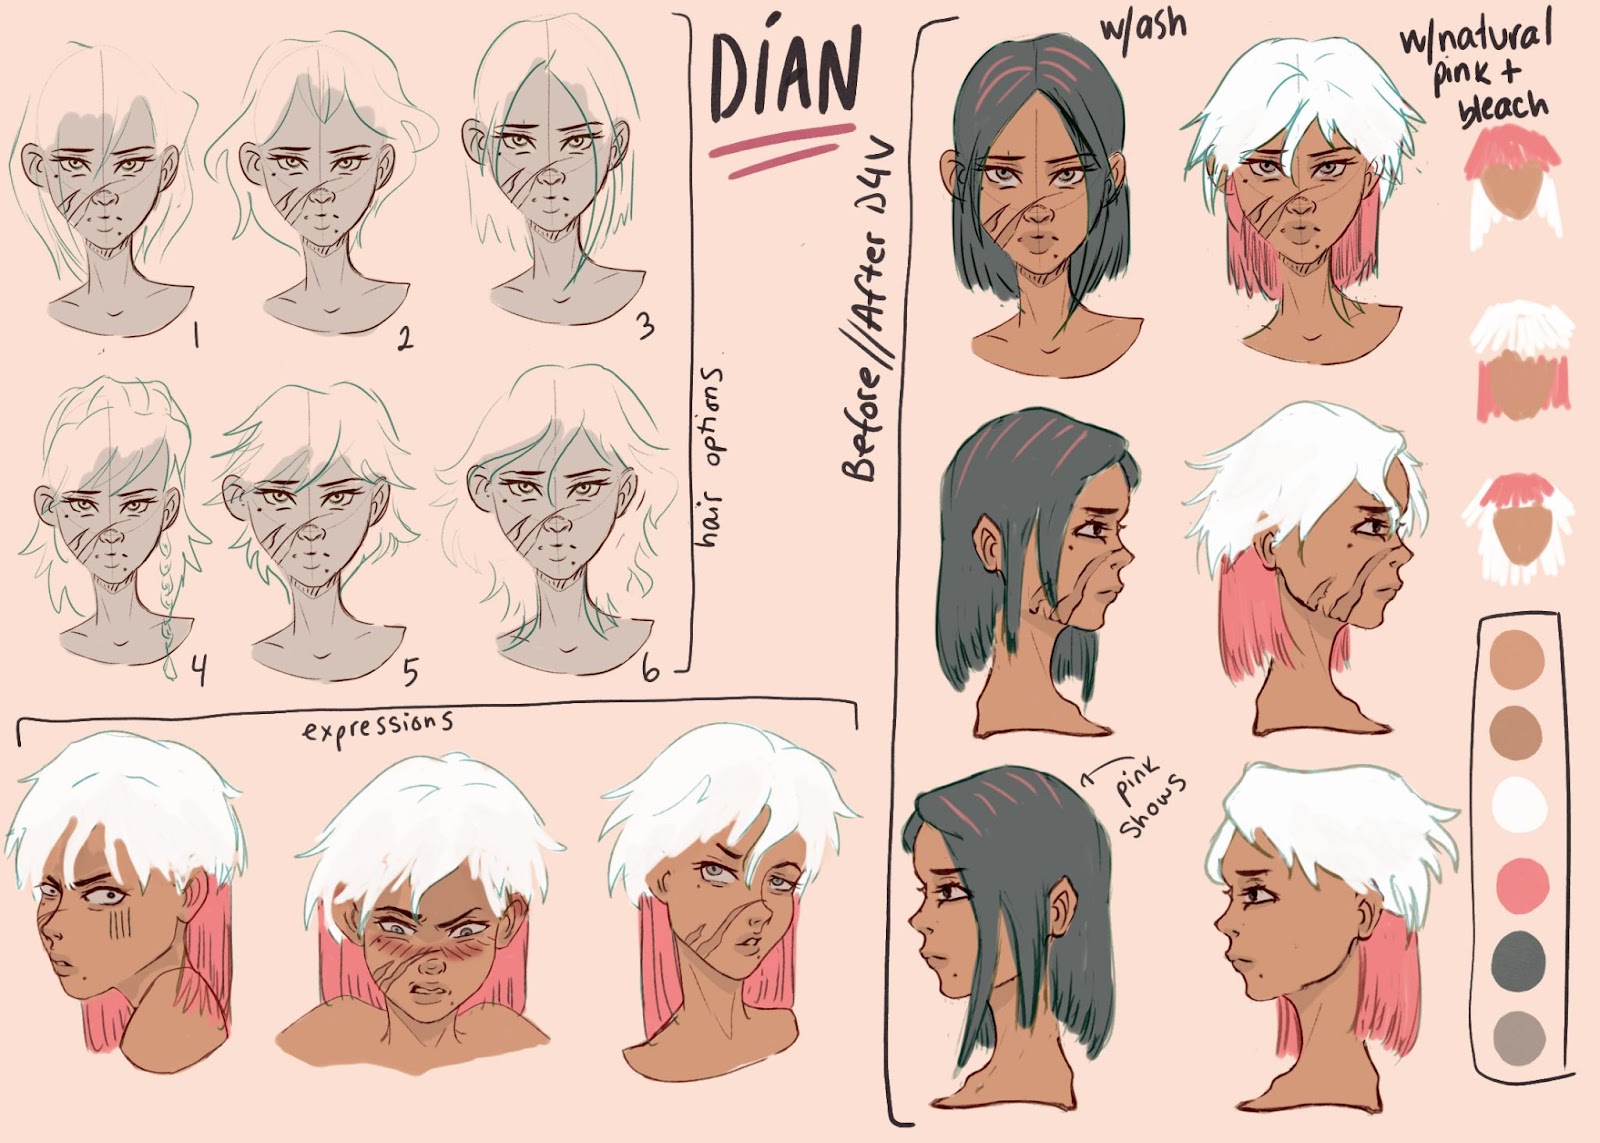 DiAN
1
2
3
4
5
6
hair options
expressions
Before//After D4V
w/ash
w/natural
pink +
bleach
pink
shows